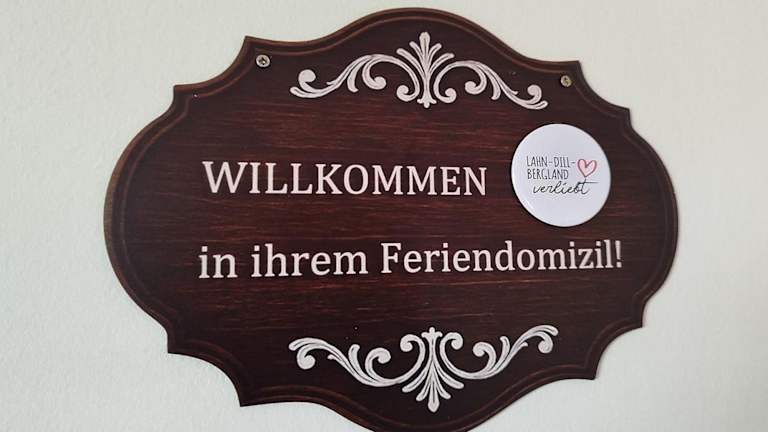 WILLKOMMEN
LAHN-DILL-
BERGLAND
verliebt
in ihrem Feriendomizil!